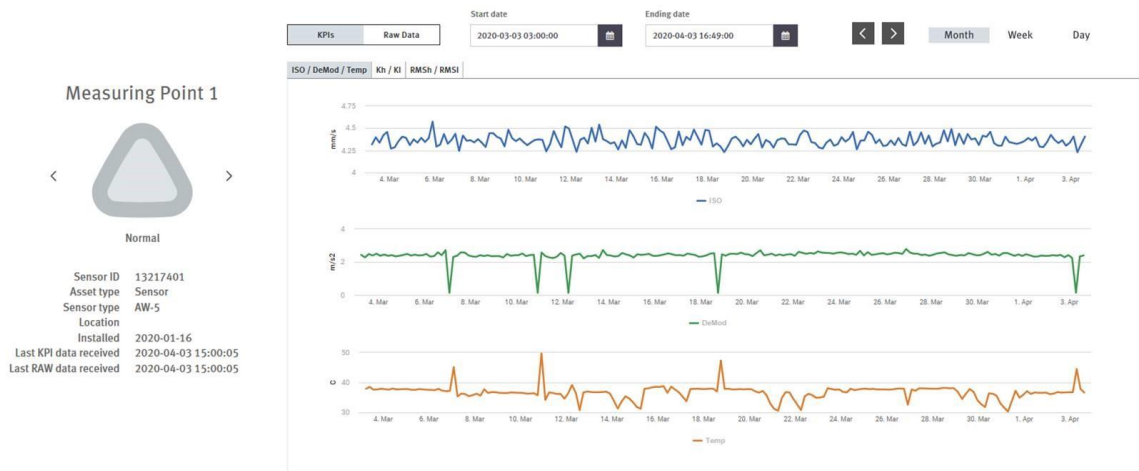 Start date
Ending date
KPIs
Raw Data
2020-03-03 03:00:00
2020-04-03 16:49:00
Month
Week
Day
ISO / DeMod / Temp
Kh / KI
RMSh / RMSI
Measuring Point 1
Normal
Sensor ID 13217401
Asset type Sensor
Sensor type AW-5
Location
Installed 2020-01-16
Last KPI data received 2020-04-03 15:00:05
Last RAW data received 2020-04-03 15:00:05
mm/s
4.75
4.5
4.25
4
4. Mar 6. Mar 8. Mar 10. Mar 12. Mar 14. Mar 16. Mar 18. Mar 20. Mar 22. Mar 24. Mar 26. Mar 28. Mar 30. Mar 1. Apr 3. Apr
ISO
m/s2
4
2
0
4. Mar 6. Mar 8. Mar 10. Mar 12. Mar 14. Mar 16. Mar 18. Mar 20. Mar 22. Mar 24. Mar 26. Mar 28. Mar 30. Mar 1. Apr 3. Apr
DeMod
C
50
40
30
4. Mar 6. Mar 8. Mar 10. Mar 12. Mar 14. Mar 16. Mar 18. Mar 20. Mar 22. Mar 24. Mar 26. Mar 28. Mar 30. Mar 1. Apr 3. Apr
Temp